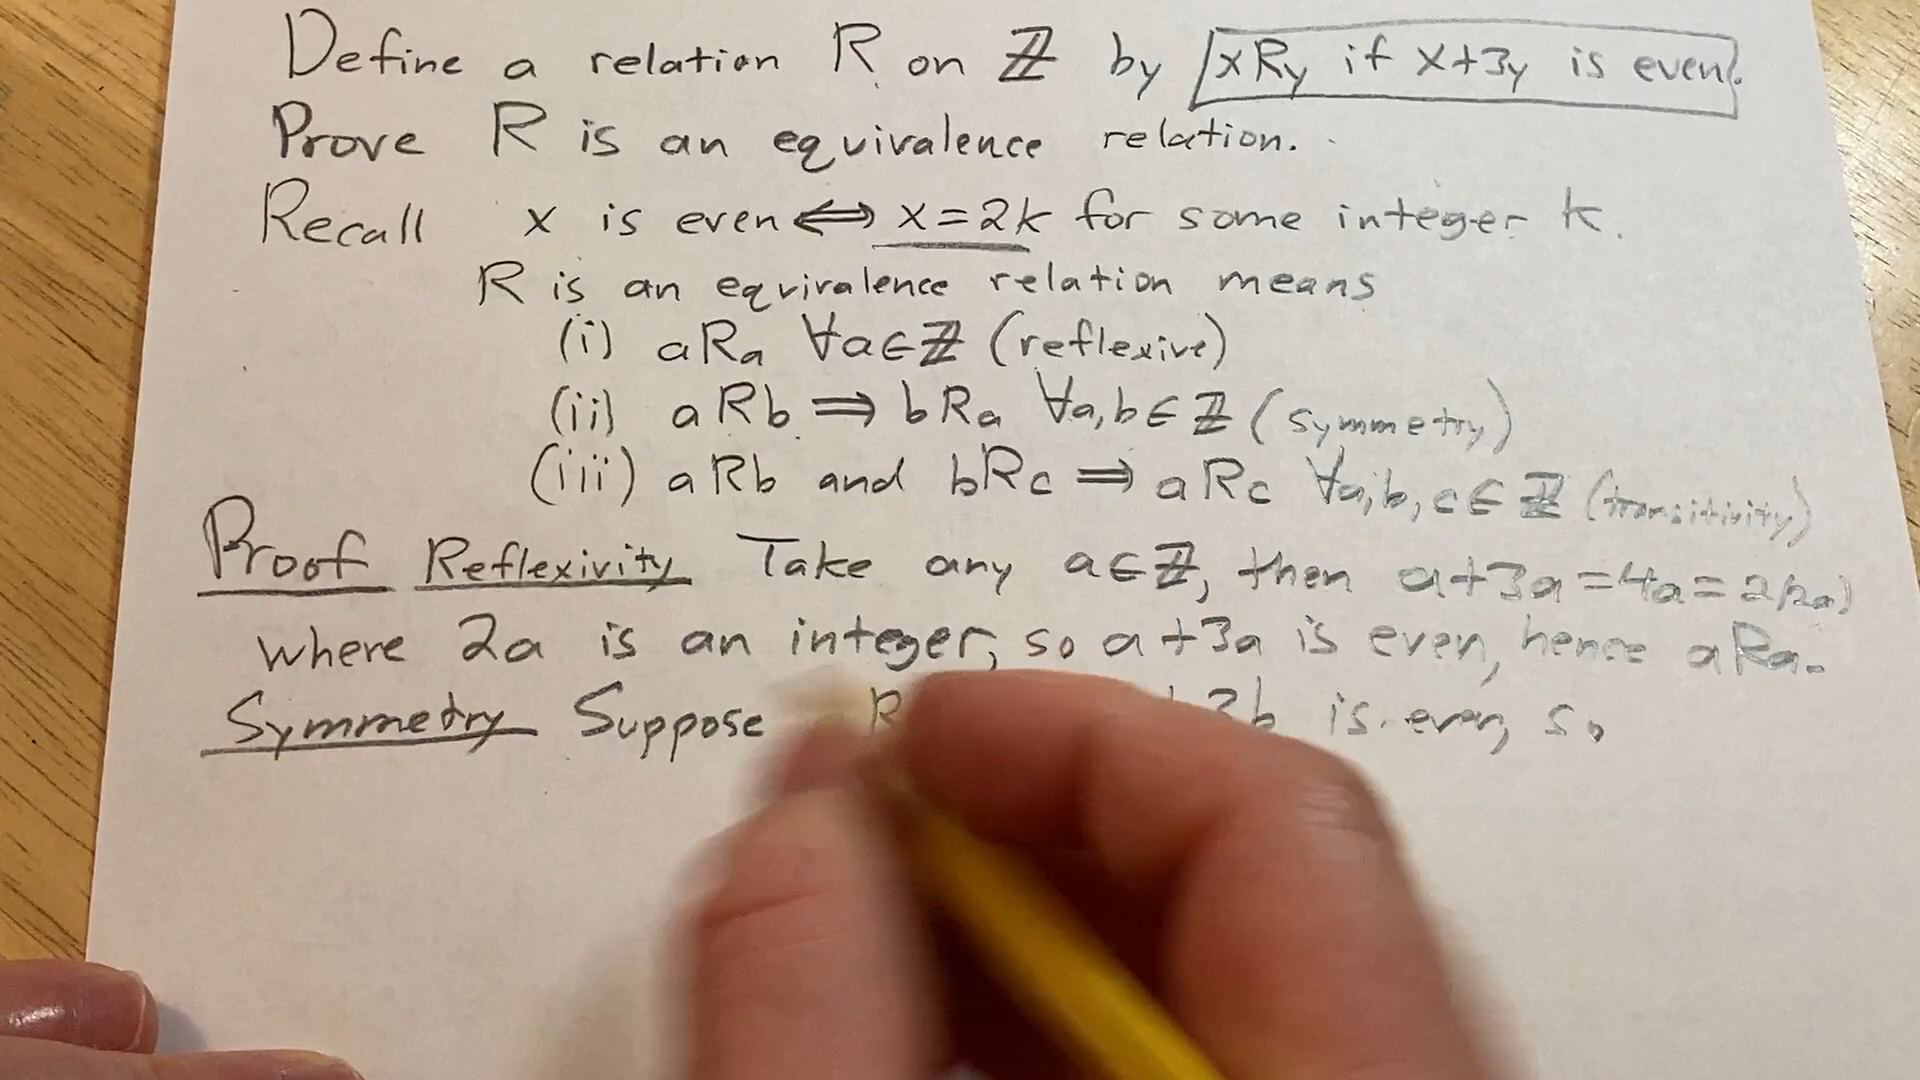 Define a relation R on ℤ by xRy if x+3y is even.
Prove R is an equivalence relation.
Recall x is even ⟺ x=2k for some integer k.
R is an equivalence relation means
(i) aRa ∀a∈ℤ (reflexive)
(ii) aRb ⟹ bRa ∀a,b∈ℤ (symmetry)
(iii) aRb and bRc ⟹ aRc ∀a,b,c∈ℤ (transitivity)
Proof Reflexivity Take any a∈ℤ, then a+3a=4a=2(2a)
where 2a is an integer, so a+3a is even, hence aRa.
Symmetry Suppose R 3b is even, so